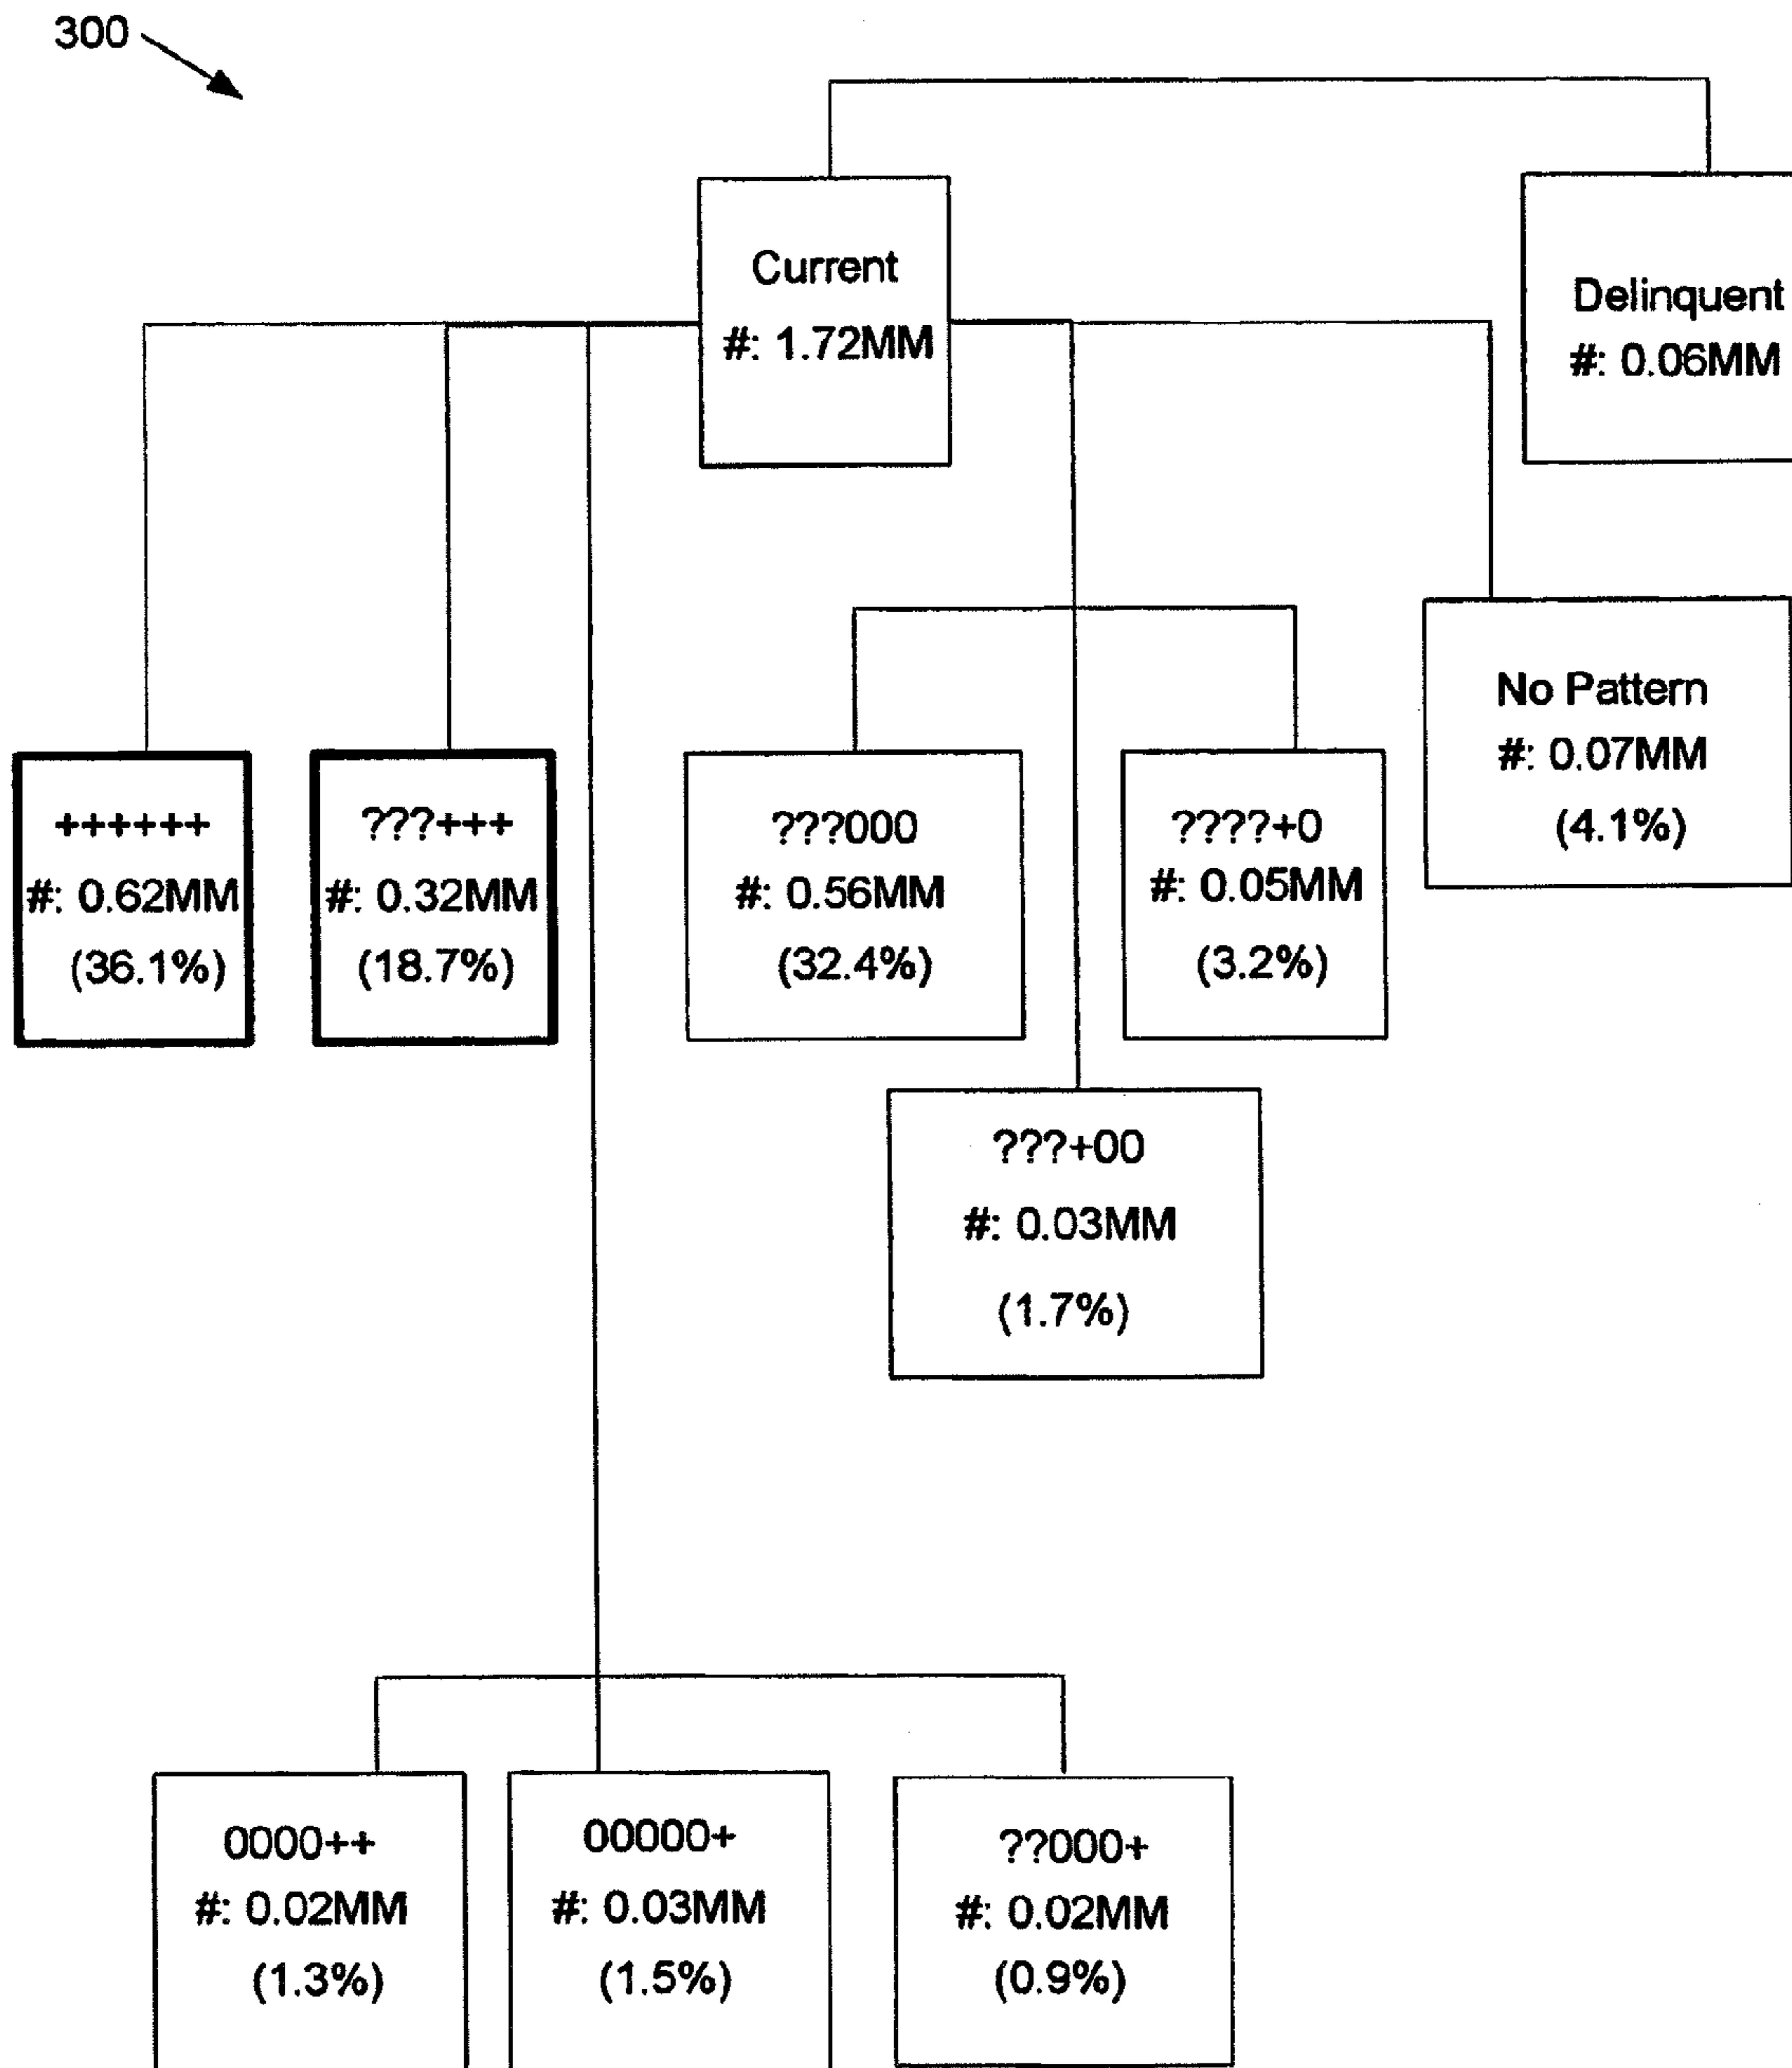 300
Current
#: 1.72MM
Delinquent
#: 0.06MM
No Pattern
#: 0.07MM
(4.1%)
++++++
#: 0.62MM
(36.1%)
???+++
#: 0.32MM
(18.7%)
???000
#: 0.56MM
(32.4%)
????+0
#: 0.05MM
(3.2%)
???+00
#: 0.03MM
(1.7%)
0000++
#: 0.02MM
(1.3%)
00000+
#: 0.03MM
(1.5%)
??000+
#: 0.02MM
(0.9%)